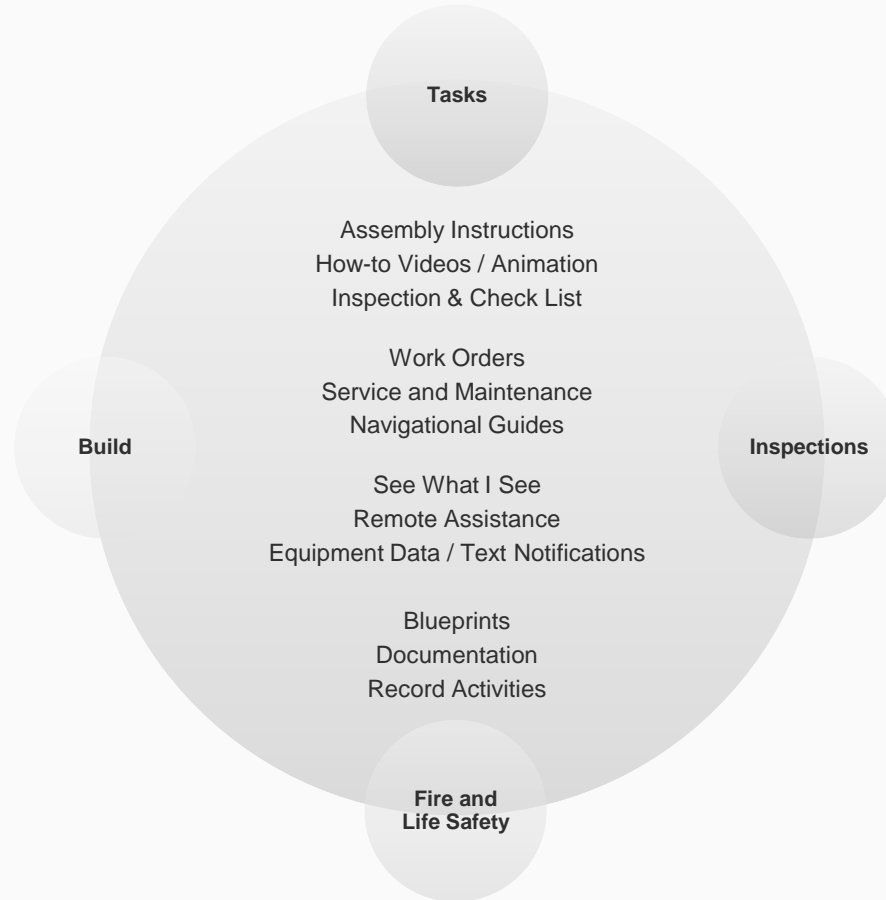 Tasks
Assembly Instructions
How-to Videos / Animation
Inspection & Check List
Work Orders
Service and Maintenance
Navigational Guides
Build
Inspections
See What I See
Remote Assistance
Equipment Data / Text Notifications
Blueprints
Documentation
Record Activities
Fire and
Life Safety